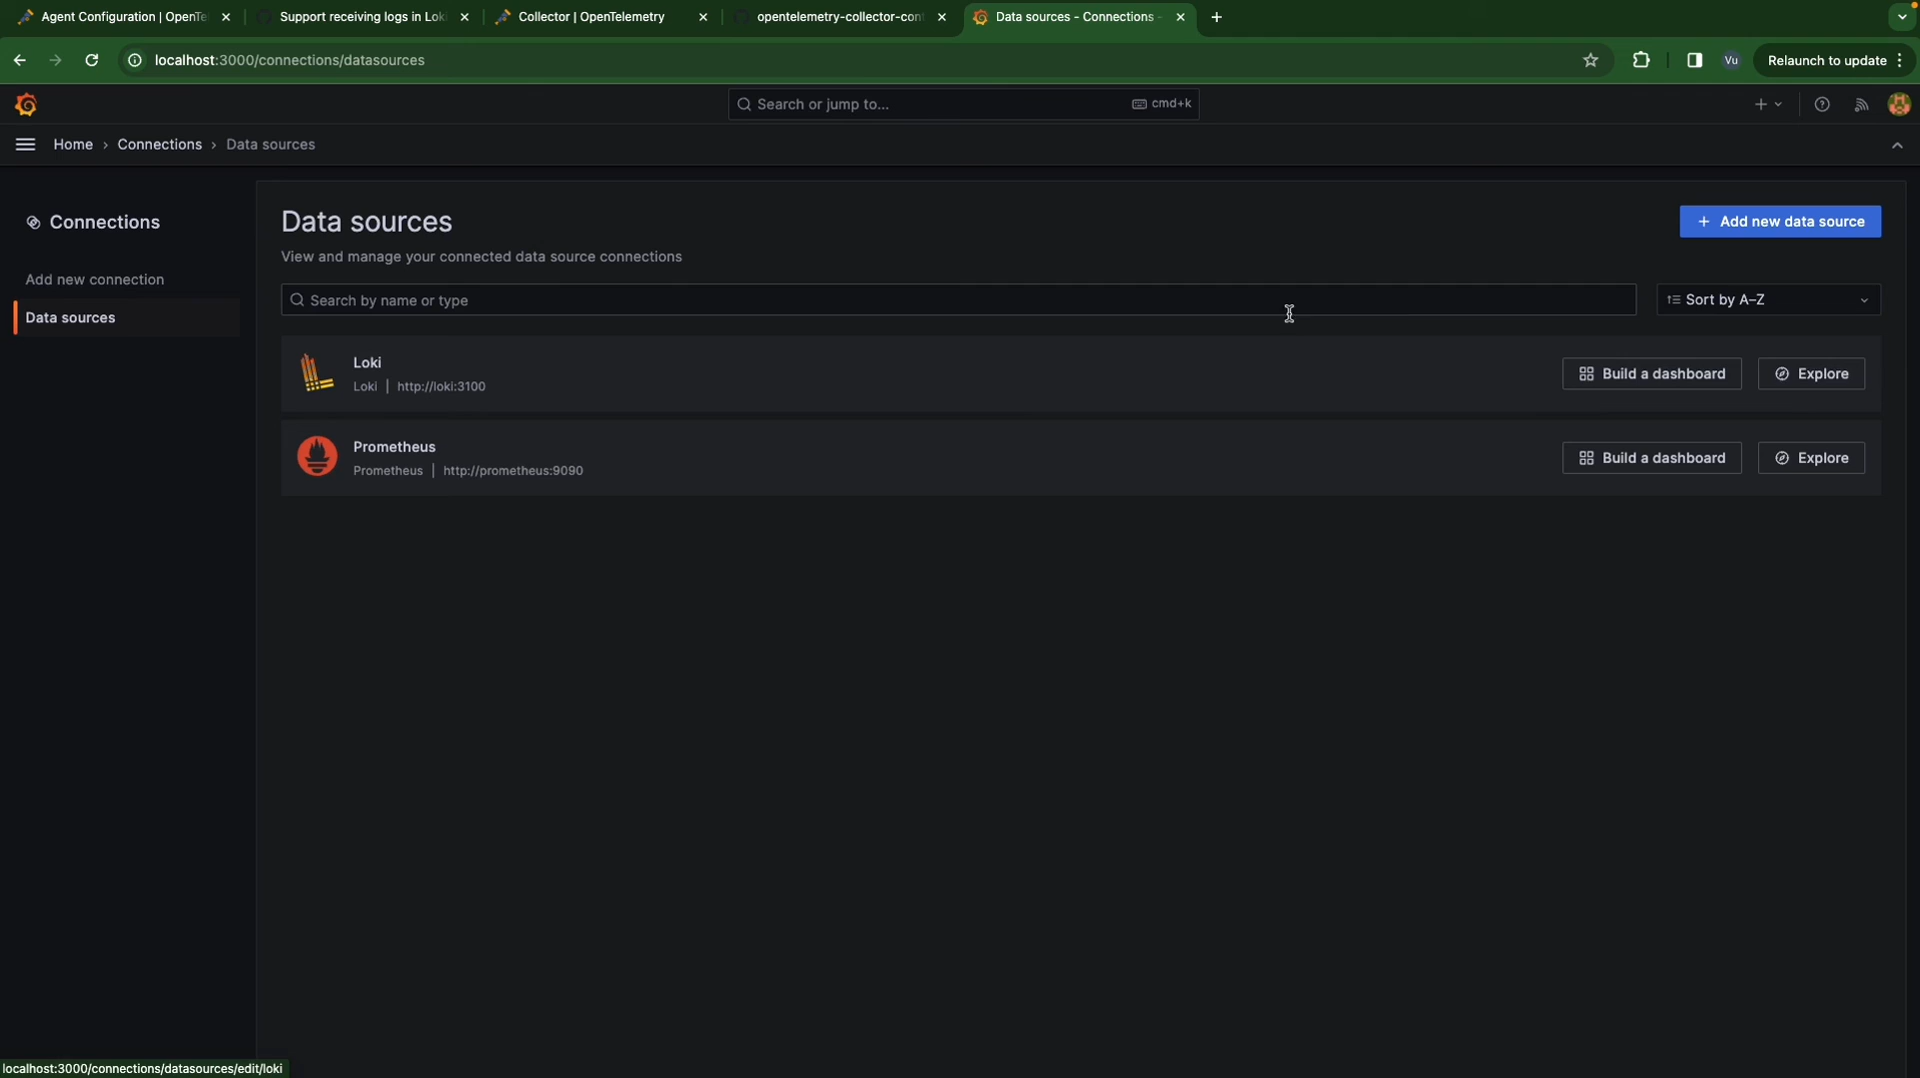 Agent Configuration | OpenTe
Support receiving logs in Loki
Collector | OpenTelemetry
opentelemetry-collector-cont
Data sources - Connections -
localhost:3000/connections/datasources
Vu
Relaunch to update
Search or jump to...
cmd+k
Home
Connections
Data sources
Connections
Add new connection
Data sources
Data sources
View and manage your connected data source connections
Add new data source
Search by name or type
Sort by A–Z
Loki
Loki | http://loki:3100
Build a dashboard
Explore
Prometheus
Prometheus | http://prometheus:9090
Build a dashboard
Explore
localhost:3000/connections/datasources/edit/loki